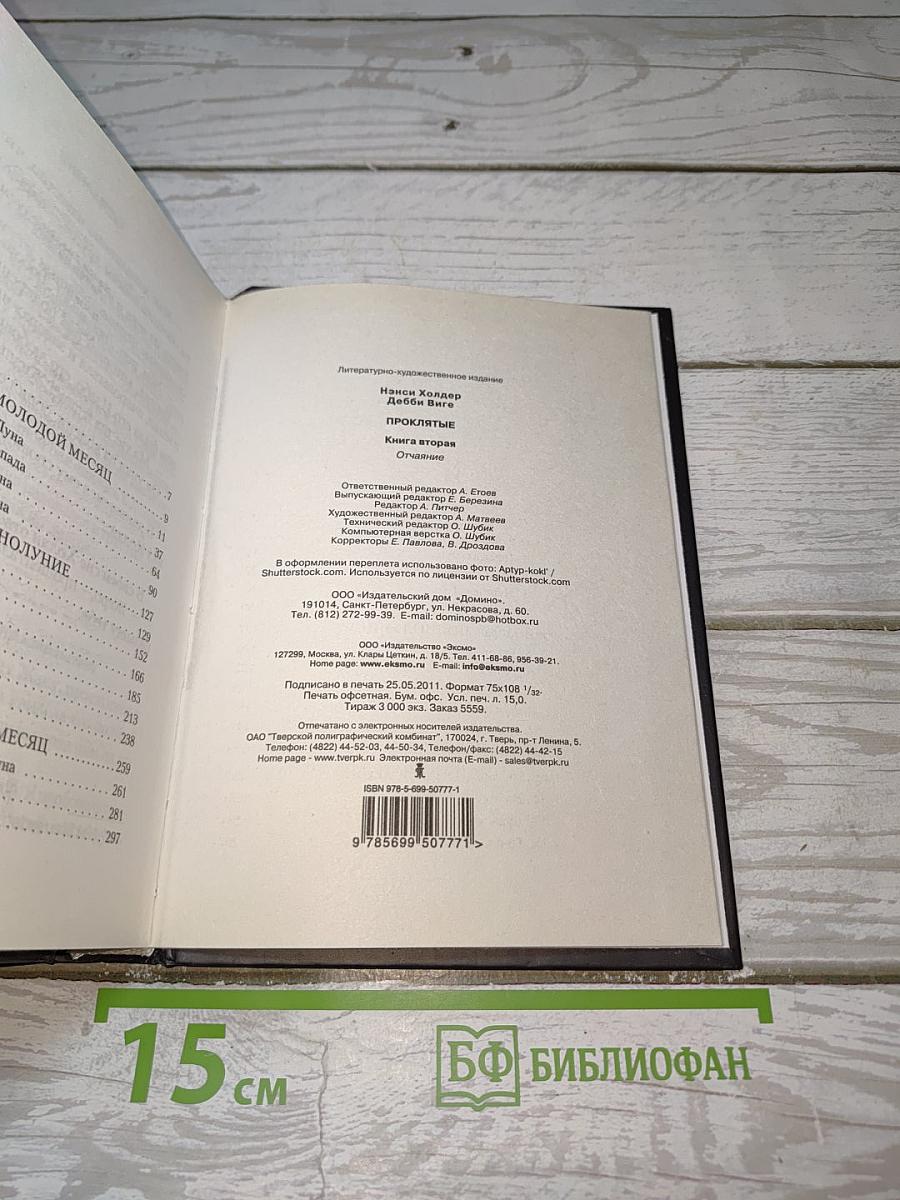 МОЛОДОЙ МЕСЯЦ
7
9
11
37
64
90
127
129
152
166
185
213
238
МЕСЯЦ 259
261
281
297
Литературно-художественное издание
Нэнси Холдер
Дебби Виге
ПРОКЛЯТЫЕ
Книга вторая
Отчаяние
Ответственный редактор А. Етоев
Выпускающий редактор Е. Березина
Редактор А. Питчер
Художественный редактор А. Матвеев
Технический редактор О. Шубик
Компьютерная верстка О. Шубик
Корректоры Е. Павлова, В. Дроздова
В оформлении переплета использовано фото: Aptyp-kokl' /
Shutterstock.com. Используется по лицензии от Shutterstock.com
ООО «Издательский дом «Домино».
191014, Санкт-Петербург, ул. Некрасова, д. 60.
Тел. (812) 272-99-39. E-mail: dominospb@hotbox.ru
ООО «Издательство «Эксмо»
127299, Москва, ул. Клары Цеткин, д. 18/5. Тел. 411-68-86, 956-39-21.
Home page: www.eksmo.ru E-mail: info@eksmo.ru
Подписано в печать 25.05.2011. Формат 75x108 1/32.
Печать офсетная. Бум. офс. Усл. печ. л. 15,0.
Тираж 3 000 экз. Заказ 5559.
Отпечатано с электронных носителей издательства.
ОАО "Тверской полиграфический комбинат", 170024, г. Тверь, пр-т Ленина, 5.
Телефон: (4822) 44-52-03, 44-50-34, Телефон/факс: (4822) 44-42-15
Home page - www.tverpk.ru Электронная почта (E-mail) - sales@tverpk.ru
ISBN 978-5-699-50777-1
9 785699 507771 >
15 см
БФ БИБЛИОФАН